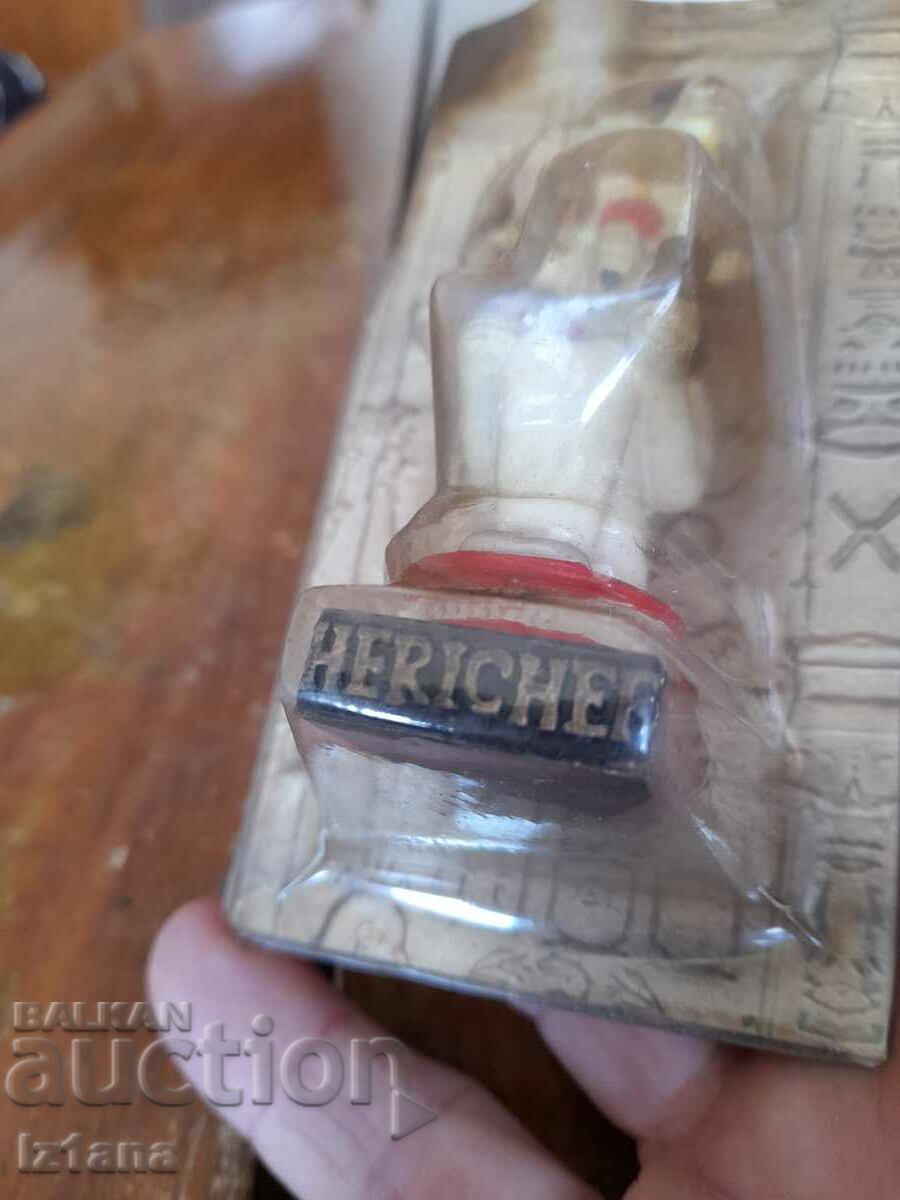 HERICHEF
BALKAN
auction
Iz1ana